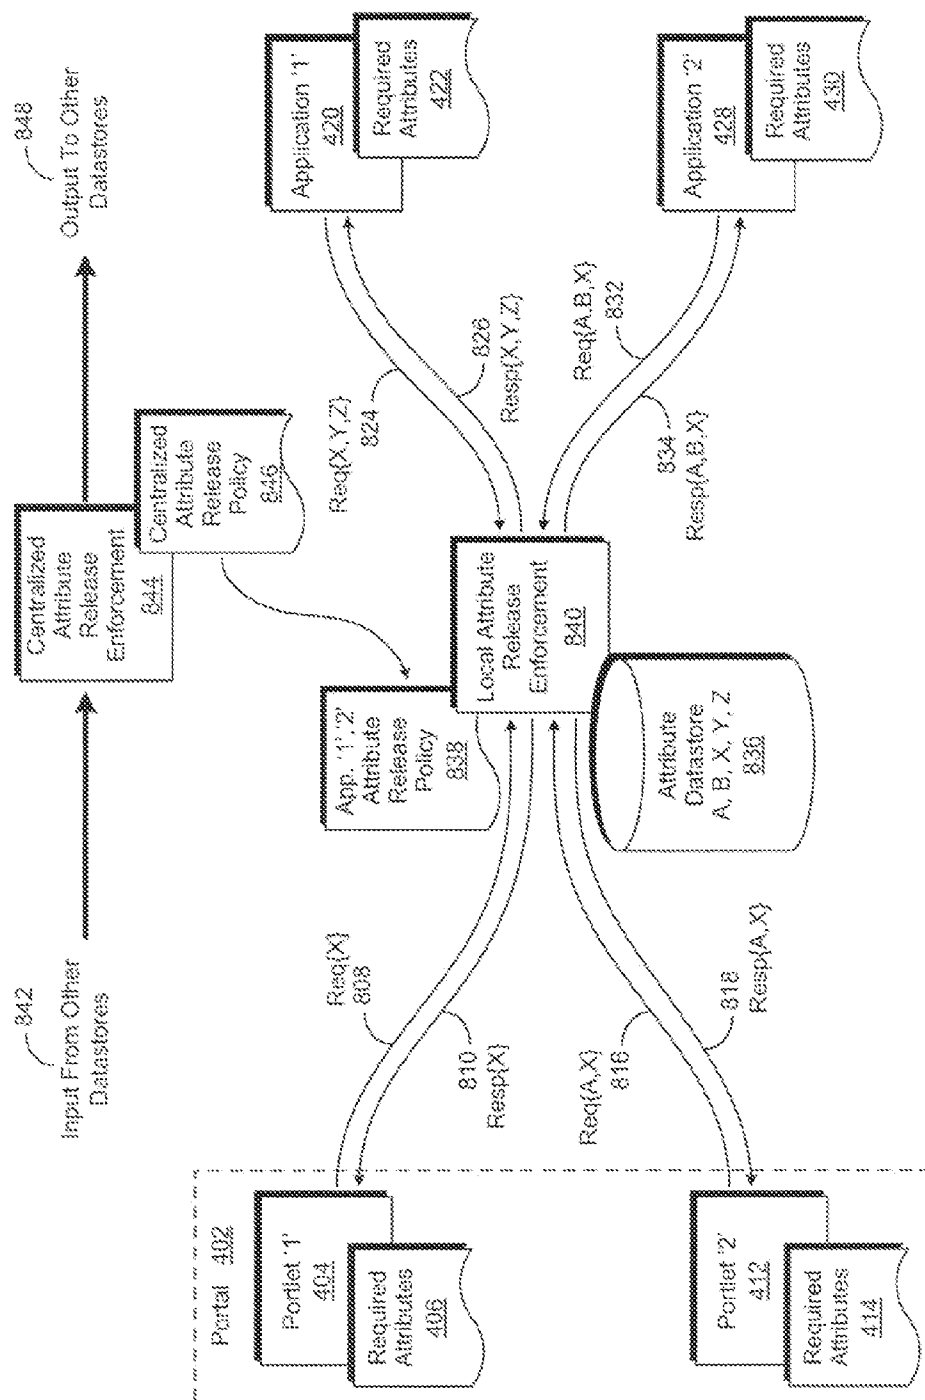 842
Input From Other
Datastores
Centralized
Attribute
Release
Enforcement
844
Centralized
Attribute
Release
Policy
846
848
Output To Other
Datastores
Portal 402
Portlet '1'
404
Required
Attributes
406
Req{X}
808
810
Resp{X}
App. '1','2'
Attribute
Release
Policy
838
Local Attribute
Release
Enforcement
840
Req{X,Y,Z}
824
826
Resp{X,Y,Z}
Application '1'
420
Required
Attributes
422
Portlet '2'
412
Required
Attributes
414
Req{A,X}
816
818
Resp{A,X}
Attribute
Datastore
A, B, X, Y, Z
836
Req{A,B,X}
832
834
Resp{A,B,X}
Application '2'
428
Required
Attributes
430